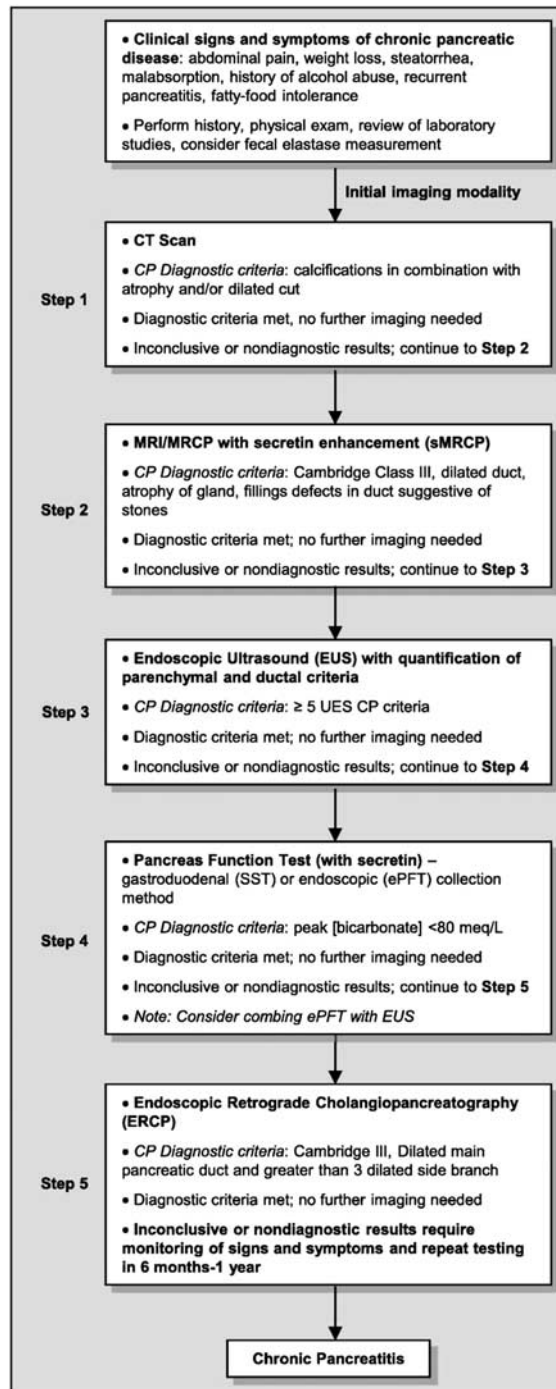 • Clinical signs and symptoms of chronic pancreatic
disease: abdominal pain, weight loss, steatorrhea,
malabsorption, history of alcohol abuse, recurrent
pancreatitis, fatty-food intolerance
• Perform history, physical exam, review of laboratory
studies, consider fecal elastase measurement
Initial imaging modality
Step 1
• CT Scan
• CP Diagnostic criteria: calcifications in combination with
atrophy and/or dilated cut
• Diagnostic criteria met, no further imaging needed
• Inconclusive or nondiagnostic results; continue to Step 2
Step 2
• MRI/MRCP with secretin enhancement (sMRCP)
• CP Diagnostic criteria: Cambridge Class III, dilated duct,
atrophy of gland, fillings defects in duct suggestive of
stones
• Diagnostic criteria met; no further imaging needed
• Inconclusive or nondiagnostic results; continue to Step 3
Step 3
• Endoscopic Ultrasound (EUS) with quantification of
parenchymal and ductal criteria
• CP Diagnostic criteria: ≥ 5 UES CP criteria
• Diagnostic criteria met; no further imaging needed
• Inconclusive or nondiagnostic results; continue to Step 4
Step 4
• Pancreas Function Test (with secretin) –
gastroduodenal (SST) or endoscopic (ePFT) collection
method
• CP Diagnostic criteria: peak [bicarbonate] <80 meq/L
• Diagnostic criteria met; no further imaging needed
• Inconclusive or nondiagnostic results; continue to Step 5
• Note: Consider combing ePFT with EUS
Step 5
• Endoscopic Retrograde Cholangiopancreatography
(ERCP)
• CP Diagnostic criteria: Cambridge III, Dilated main
pancreatic duct and greater than 3 dilated side branch
• Diagnostic criteria met; no further imaging needed
• Inconclusive or nondiagnostic results require
monitoring of signs and symptoms and repeat testing
in 6 months-1 year
Chronic Pancreatitis